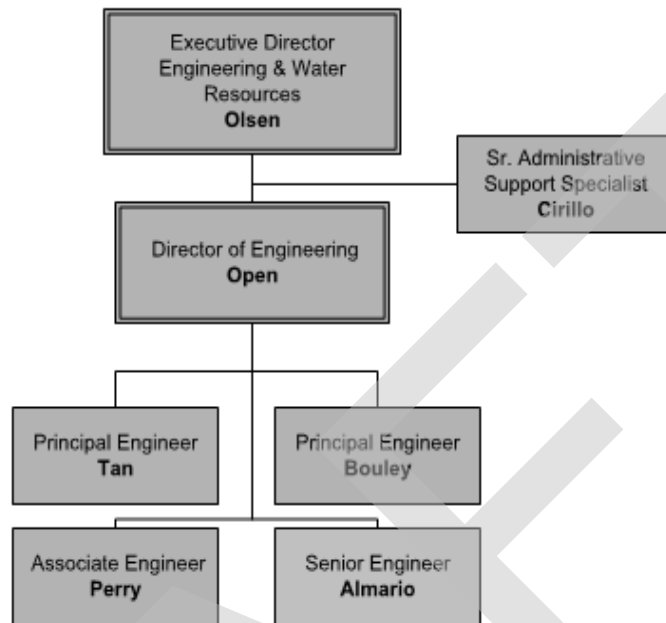 Executive Director
Engineering & Water
Resources
Olsen
Sr. Administrative
Support Specialist
Cirillo
Director of Engineering
Open
Principal Engineer
Tan
Principal Engineer
Bouley
Associate Engineer
Perry
Senior Engineer
Almario